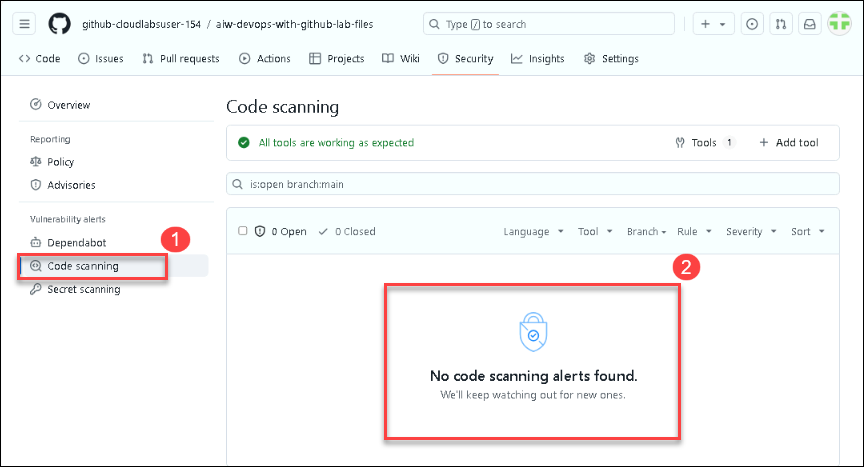 github-cloudlabsuser-154 / aiw-devops-with-github-lab-files
Type / to search
Code Issues Pull requests Actions Projects Wiki Security Insights Settings
Overview
Reporting
Policy
Advisories
Vulnerability alerts
Dependabot
1
Code scanning
Secret scanning
Code scanning
All tools are working as expected Tools 1 Add tool
is:open branch:main
0 Open 0 Closed Language Tool Branch Rule Severity Sort
2
No code scanning alerts found.
We'll keep watching out for new ones.